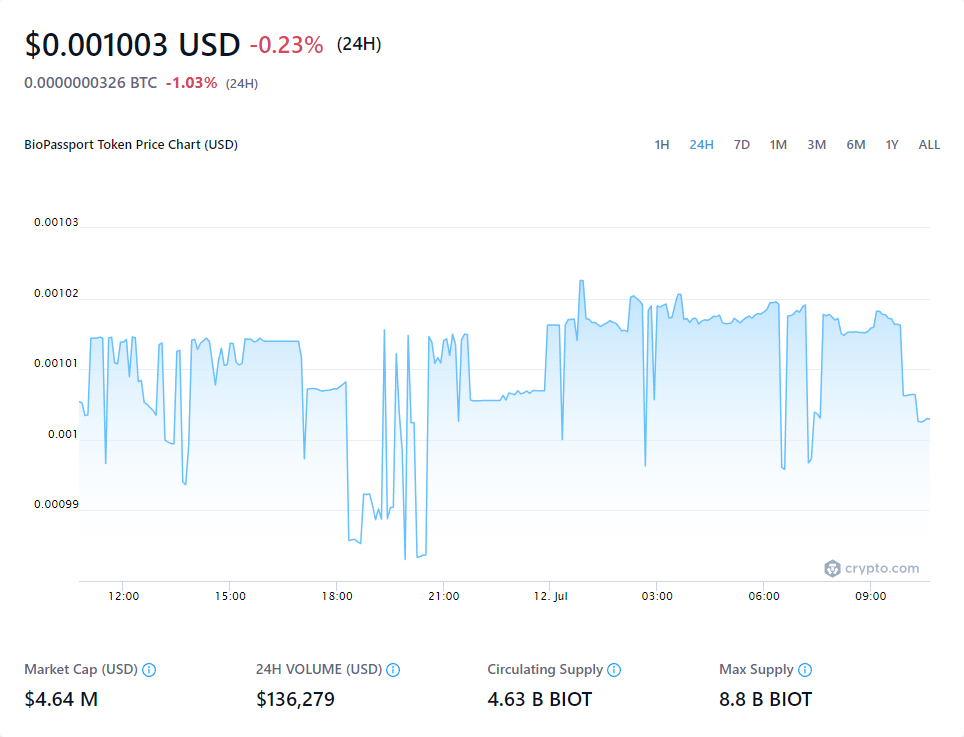 $0.001003 USD -0.23% (24H)
0.0000000326 BTC -1.03% (24H)
BioPassport Token Price Chart (USD) 1H 24H 7D 1M 3M 6M 1Y ALL
0.00103
0.00102
0.00101
0.001
0.00099
crypto.com
12:00 15:00 18:00 21:00 12. Jul 03:00 06:00 09:00
Market Cap (USD) 24H VOLUME (USD) Circulating Supply Max Supply
$4.64 M $136,279 4.63 B BIOT 8.8 B BIOT